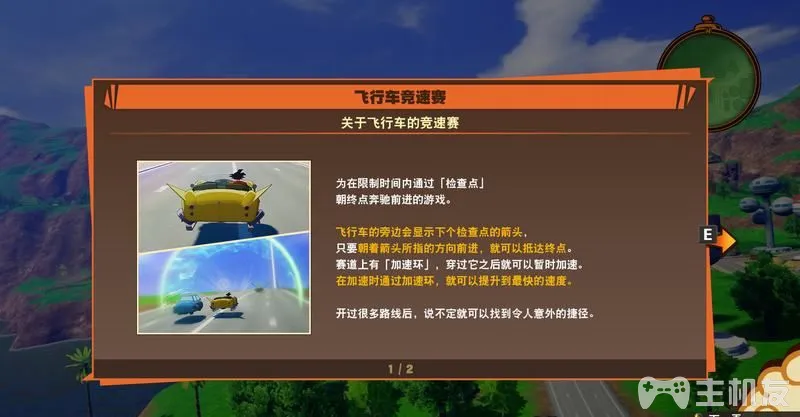 飞行车竞速赛
关于飞行车的竞速赛
为在限制时间内通过「检查点」
朝终点奔驰前进的游戏。
飞行车的旁边会显示下个检查点的箭头,
只要朝着箭头所指的方向前进,就可以抵达终点。
赛道上有「加速环」,穿过它之后就可以暂时加速。
在加速时通过加速环,就可以提升到最快的速度。
开过很多路线后,说不定就可以找到令人意外的捷径。
E
1 / 2
主机友